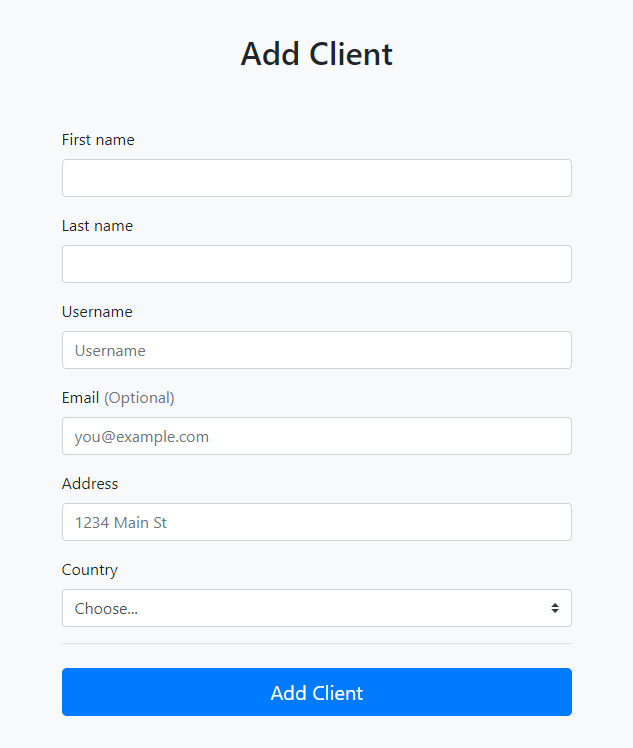 Add Client
First name
Last name
Username
Username
Email (Optional)
you@example.com
Address
1234 Main St
Country
Choose...
Add Client